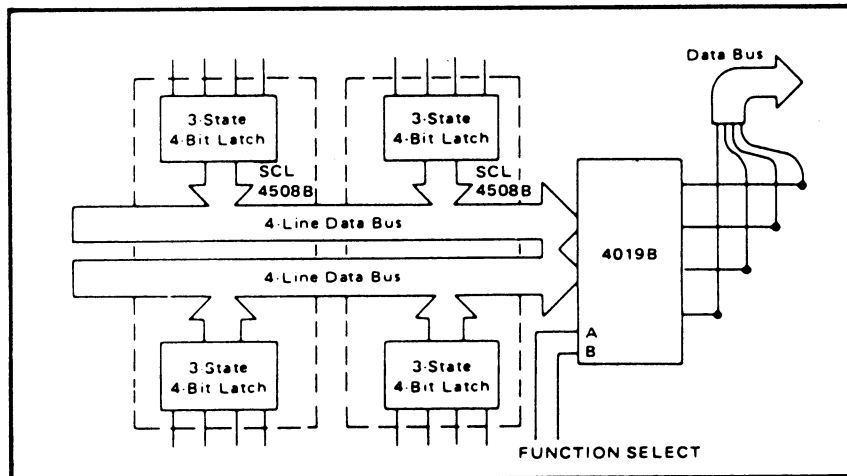 Data Bus
3-State
4-Bit Latch
3-State
4-Bit Latch
SCL
4508B
SCL
4508B
4-Line Data Bus
4019B
4-Line Data Bus
A
B
3-State
4-Bit Latch
3-State
4-Bit Latch
FUNCTION SELECT